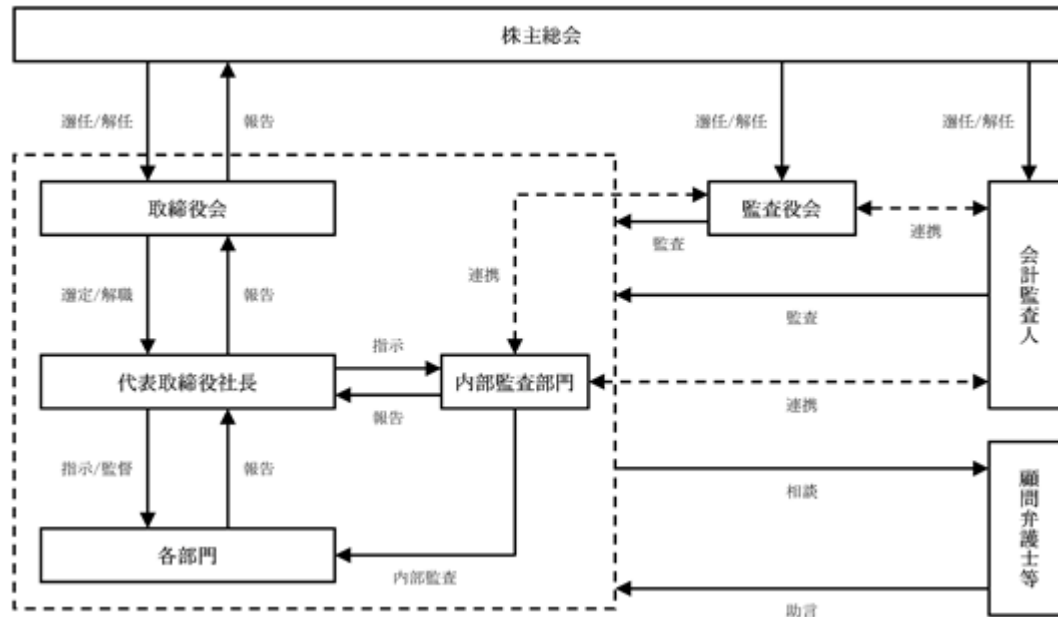 株主総会
選任/解任
報告
選任/解任
選任/解任
取締役会
監査役会
連携
監査
会計監査人
選定/解職
報告
連携
監査
代表取締役社長
指示
報告
内部監査部門
連携
指示/監督
報告
相談
顧問弁護士等
各部門
内部監査
助言